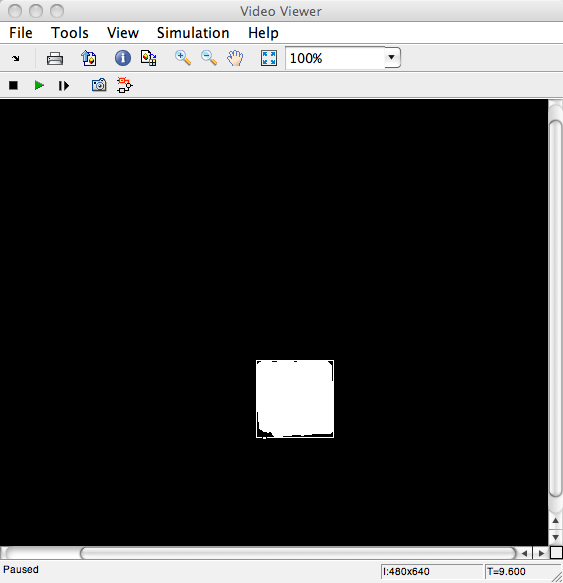 Video Viewer
File Tools View Simulation Help
100%
Paused I:480x640 T=9.600